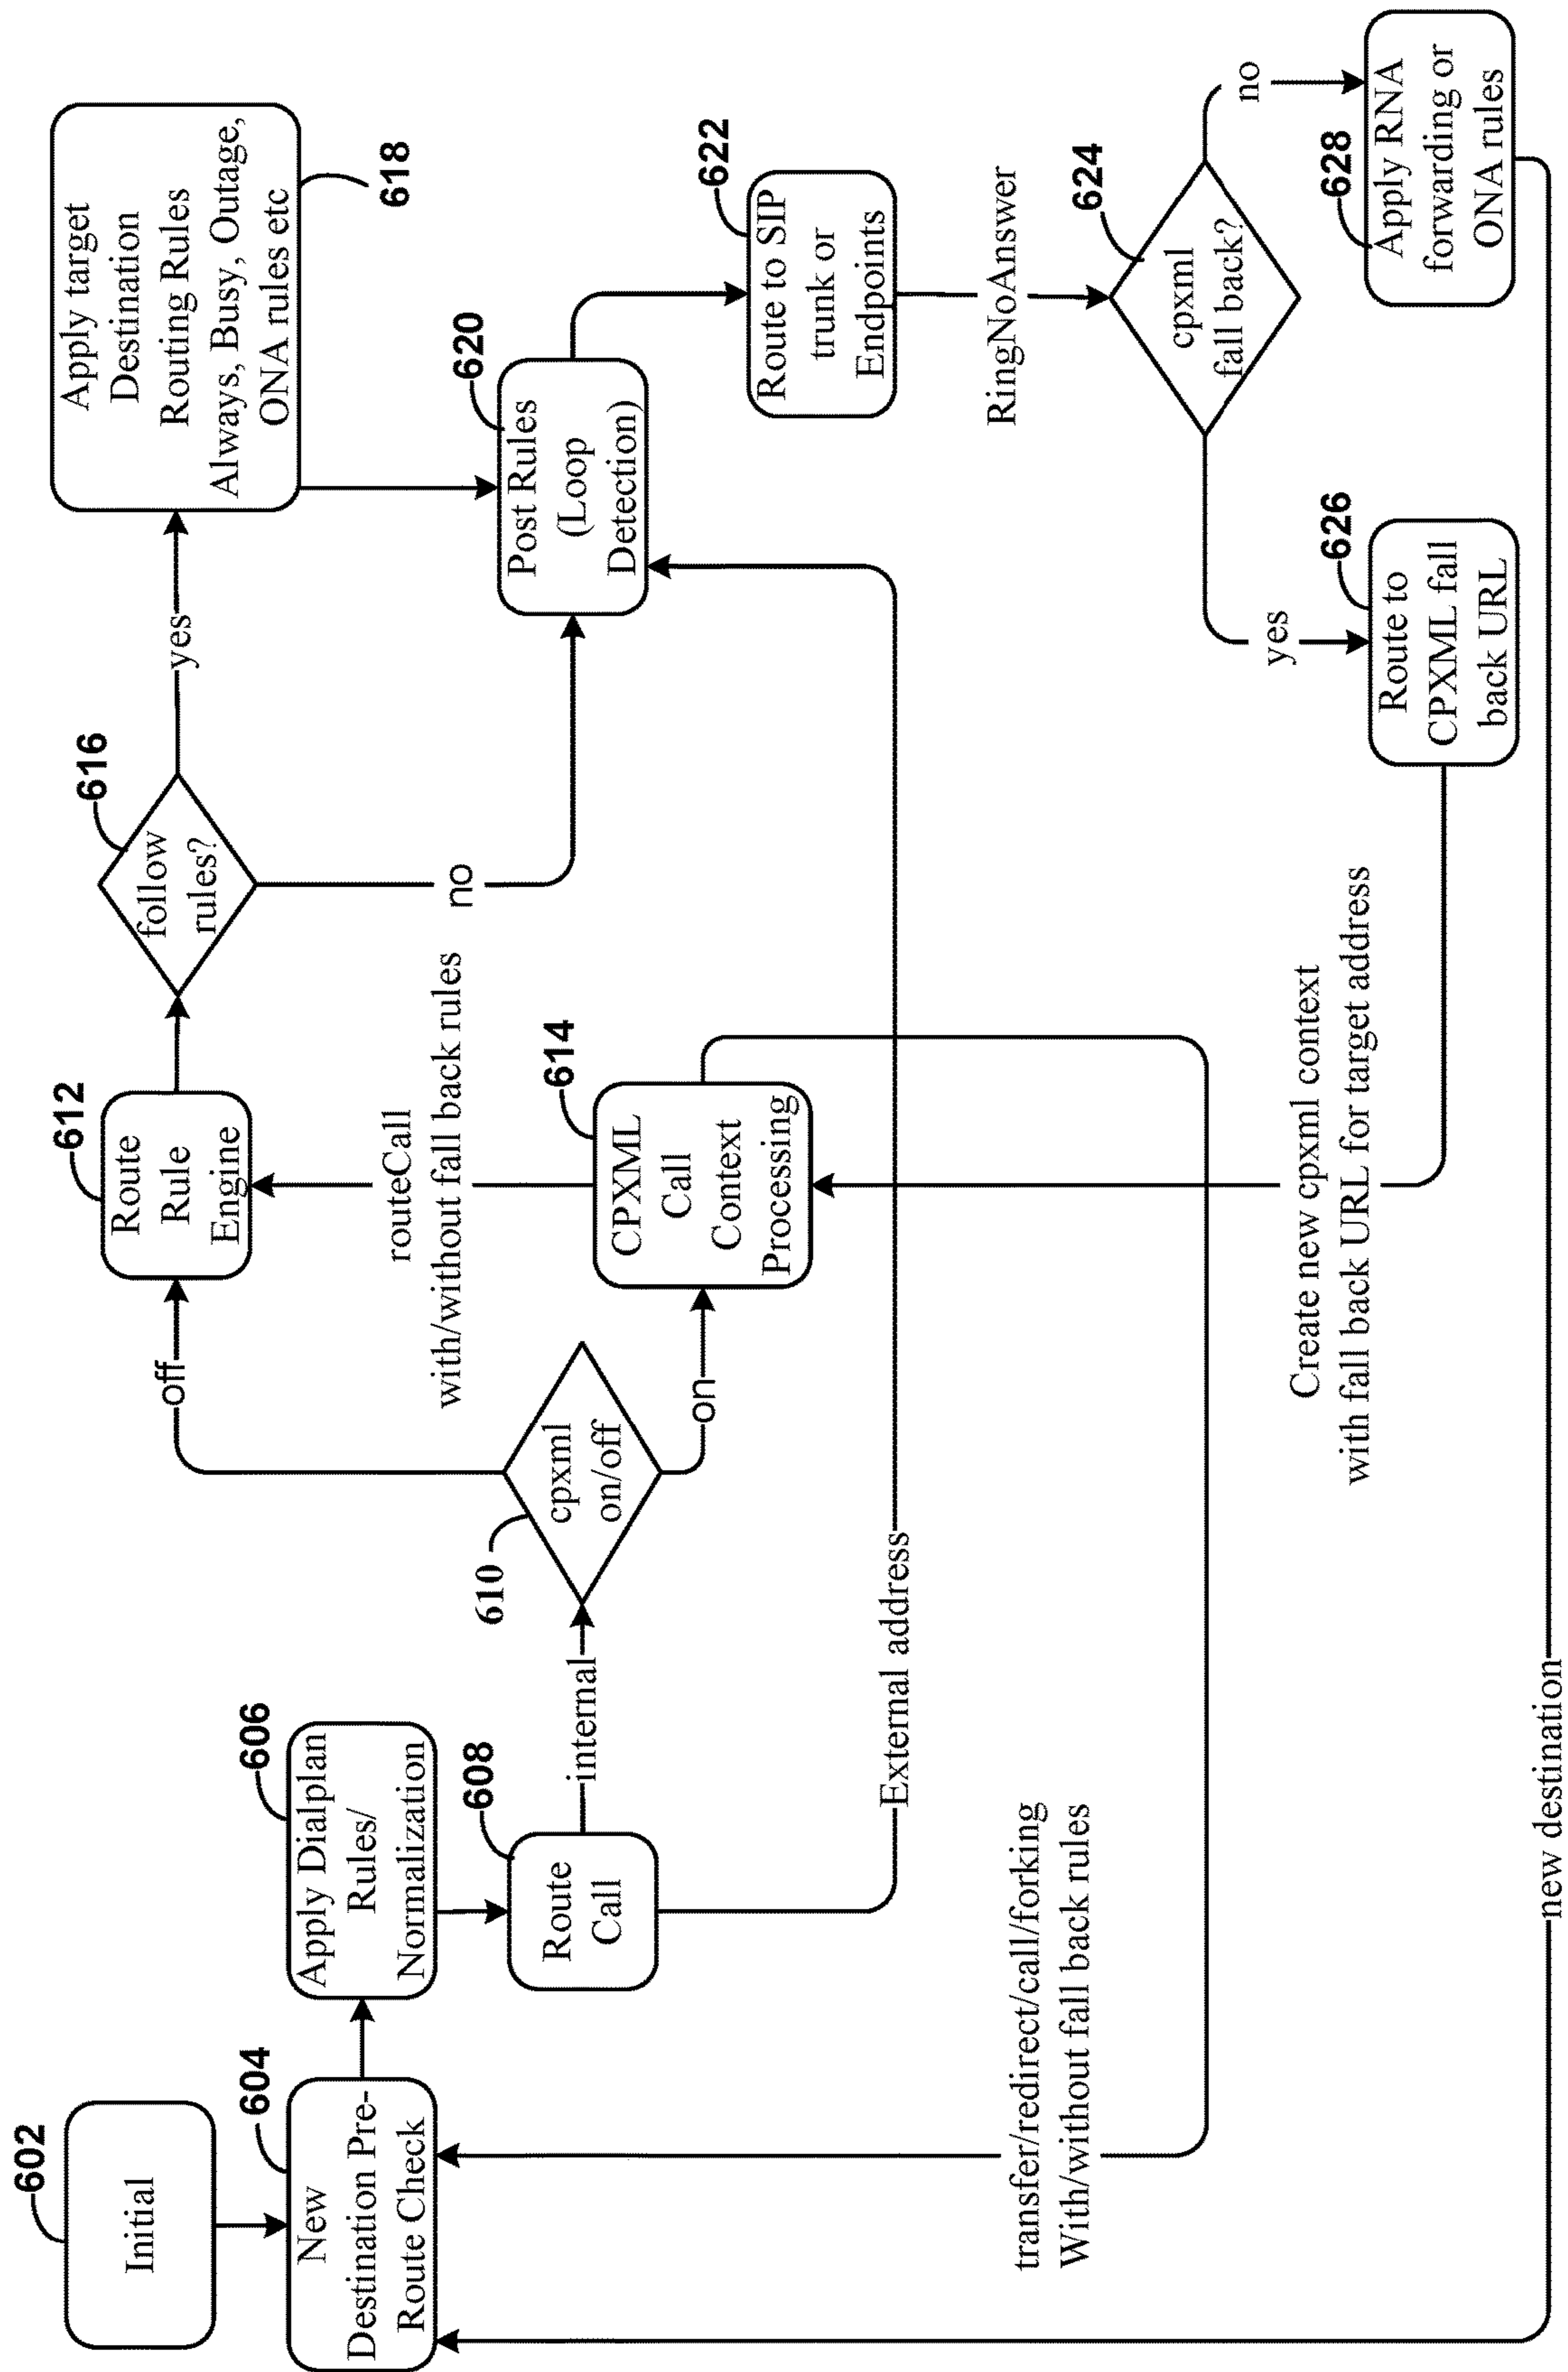 602
Initial
604
New
Destination Pre-
Route Check
606
Apply Dialplan
Rules/
Normalization
608
Route
Call
internal
External address
610
cpxml
on/off
off
on
612
Route
Rule
Engine
routeCall
with/without fall back rules
614
CPXML
Call
Context
Processing
transfer/redirect/call/forking
With/without fall back rules
616
follow
rules?
yes
no
Apply target
Destination
Routing Rules
Always, Busy, Outage,
ONA rules etc
618
620
Post Rules
(Loop
Detection)
622
Route to SIP
trunk or
Endpoints
RingNoAnswer
624
cpxml
fall back?
yes
no
626
Route to
CPXML fall
back URL
Create new cpxml context
with fall back URL for target address
628
Apply RNA
forwarding or
ONA rules
new destination